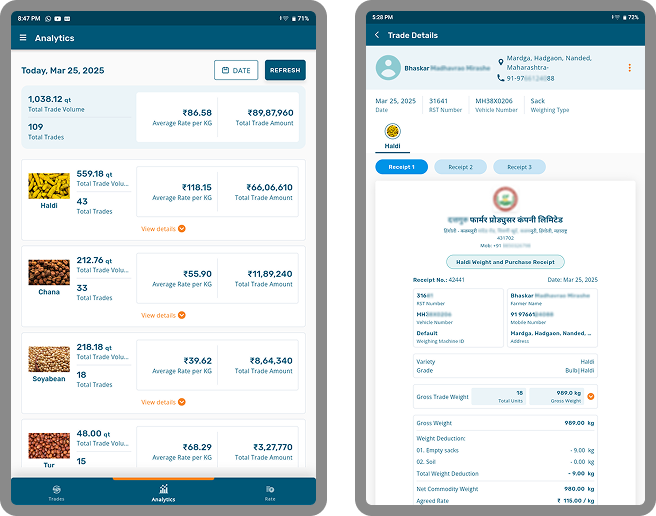 8:47 PM
71%
Analytics
Today, Mar 25, 2025
DATE
REFRESH
1,038.12 qt
Total Trade Volume
109
Total Trades
₹86.58
Average Rate per KG
₹89,87,960
Total Trade Amount
Haldi
559.18 qt
Total Trade Volu...
43
Total Trades
₹118.15
Average Rate per KG
₹66,06,610
Total Trade Amount
View details
Chana
212.76 qt
Total Trade Volu...
33
Total Trades
₹55.90
Average Rate per KG
₹11,89,240
Total Trade Amount
View details
Soyabean
218.18 qt
Total Trade Volu...
18
Total Trades
₹39.62
Average Rate per KG
₹8,64,340
Total Trade Amount
View details
Tur
48.00 qt
Total Trade Volu...
15
₹68.29
Average Rate per KG
₹3,27,770
Total Trade Amount
Trades
Analytics
Rate
5:28 PM
72%
Trade Details
Bhaskar
Mardga, Hadgaon, Nanded,
Maharashtra-
91-97 88
Mar 25, 2025
Date
31641
RST Number
MH38X0206
Vehicle Number
Sack
Weighing Type
Haldi
Receipt 1
Receipt 2
Receipt 3
फार्मर प्रोड्युसर कंपनी लिमिटेड
हिंगोली, महाराष्ट्र
431702
Mob: +91
Haldi Weight and Purchase Receipt
Receipt No.: 42441
Date: Mar 25, 2025
316
RST Number
MH
Vehicle Number
Default
Weighing Machine ID
Bhaskar
Farmer Name
91 97661
Mobile Number
Mardga, Hadgaon, Nanded, ...
Address
Variety
Haldi
Grade
Bulb|Haldi
Gross Trade Weight
18
Total Units
989.0 kg
Gross Weight
Gross Weight
989.00 kg
Weight Deduction:
01. Empty sacks
- 9.00 kg
02. Soil
- 0.00 kg
Total Weight Deduction
- 9.00 kg
Net Commodity Weight
980.00 kg
Agreed Rate
₹ 115.00 / kg